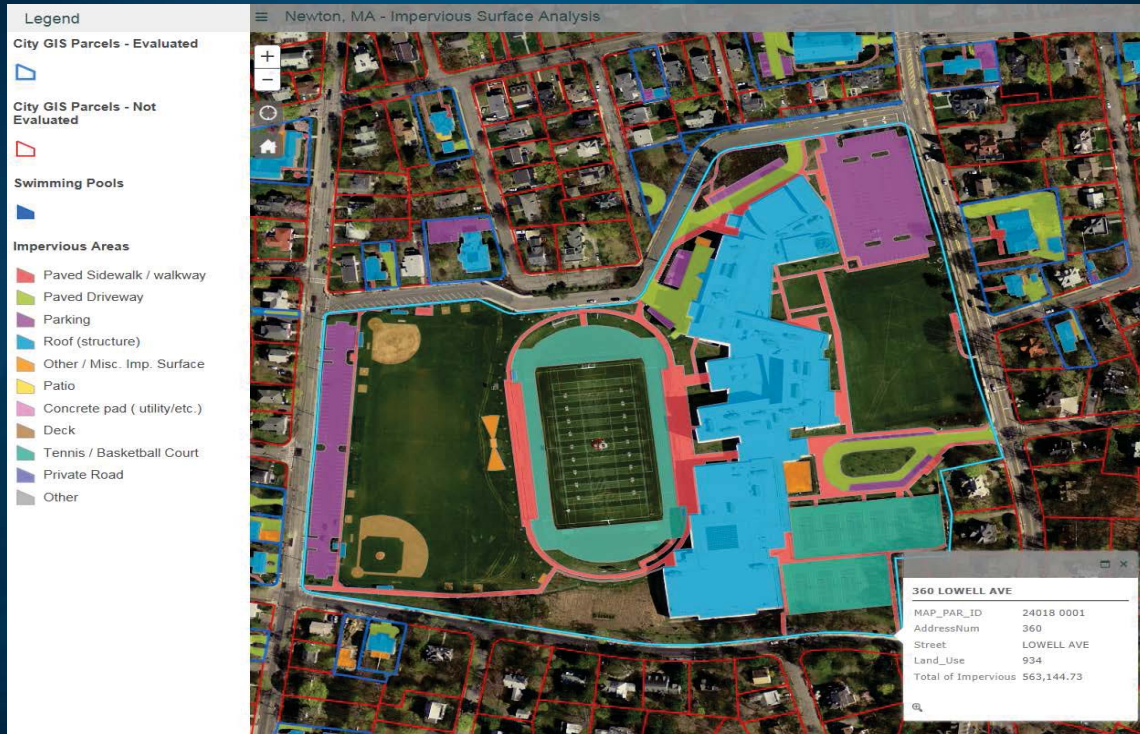 Legend
Newton, MA - Impervious Surface Analysis
City GIS Parcels - Evaluated
City GIS Parcels - Not
Evaluated
Swimming Pools
Impervious Areas
Paved Sidewalk / walkway
Paved Driveway
Parking
Roof (structure)
Other / Misc. Imp. Surface
Patio
Concrete pad ( utility/etc.)
Deck
Tennis / Basketball Court
Private Road
Other
+
−
360 LOWELL AVE
MAP_PAR_ID 24018 0001
AddressNum 360
Street LOWELL AVE
Land_Use 934
Total of Impervious 563,144.73